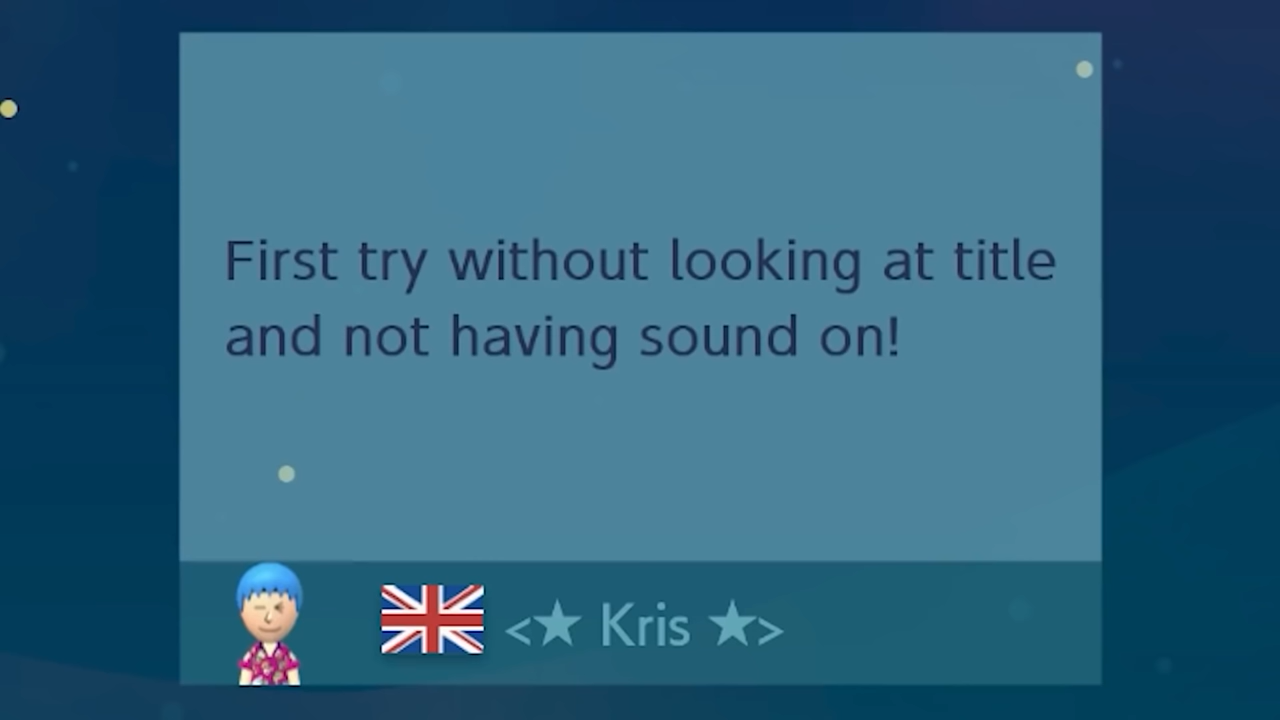 First try without looking at title
and not having sound on!
<★ Kris ★>